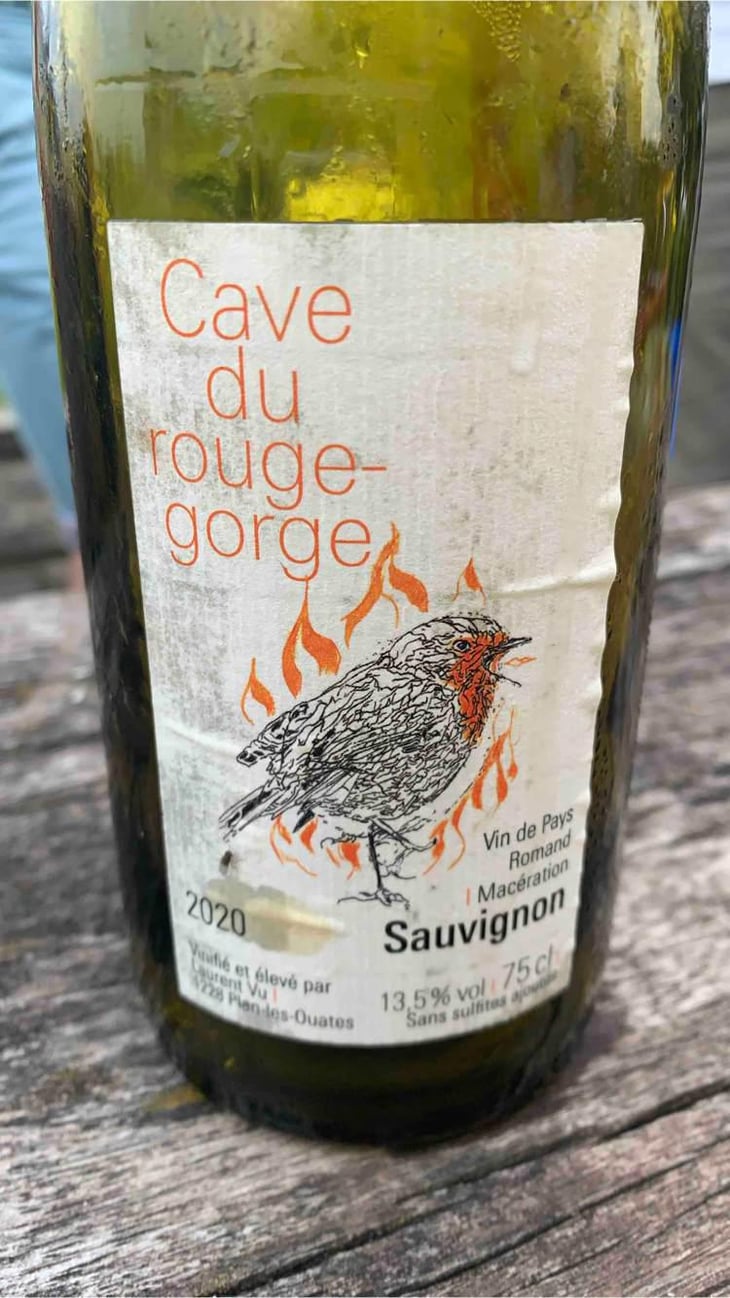 Cave
du
rouge-
gorge
Vin de Pays
Romand
| Macération
Sauvignon
2020
Vinifié et élevé par
Laurent Vu |
1228 Plan-les-Ouates
13,5% vol | 75 cl
Sans sulfites ajoutés